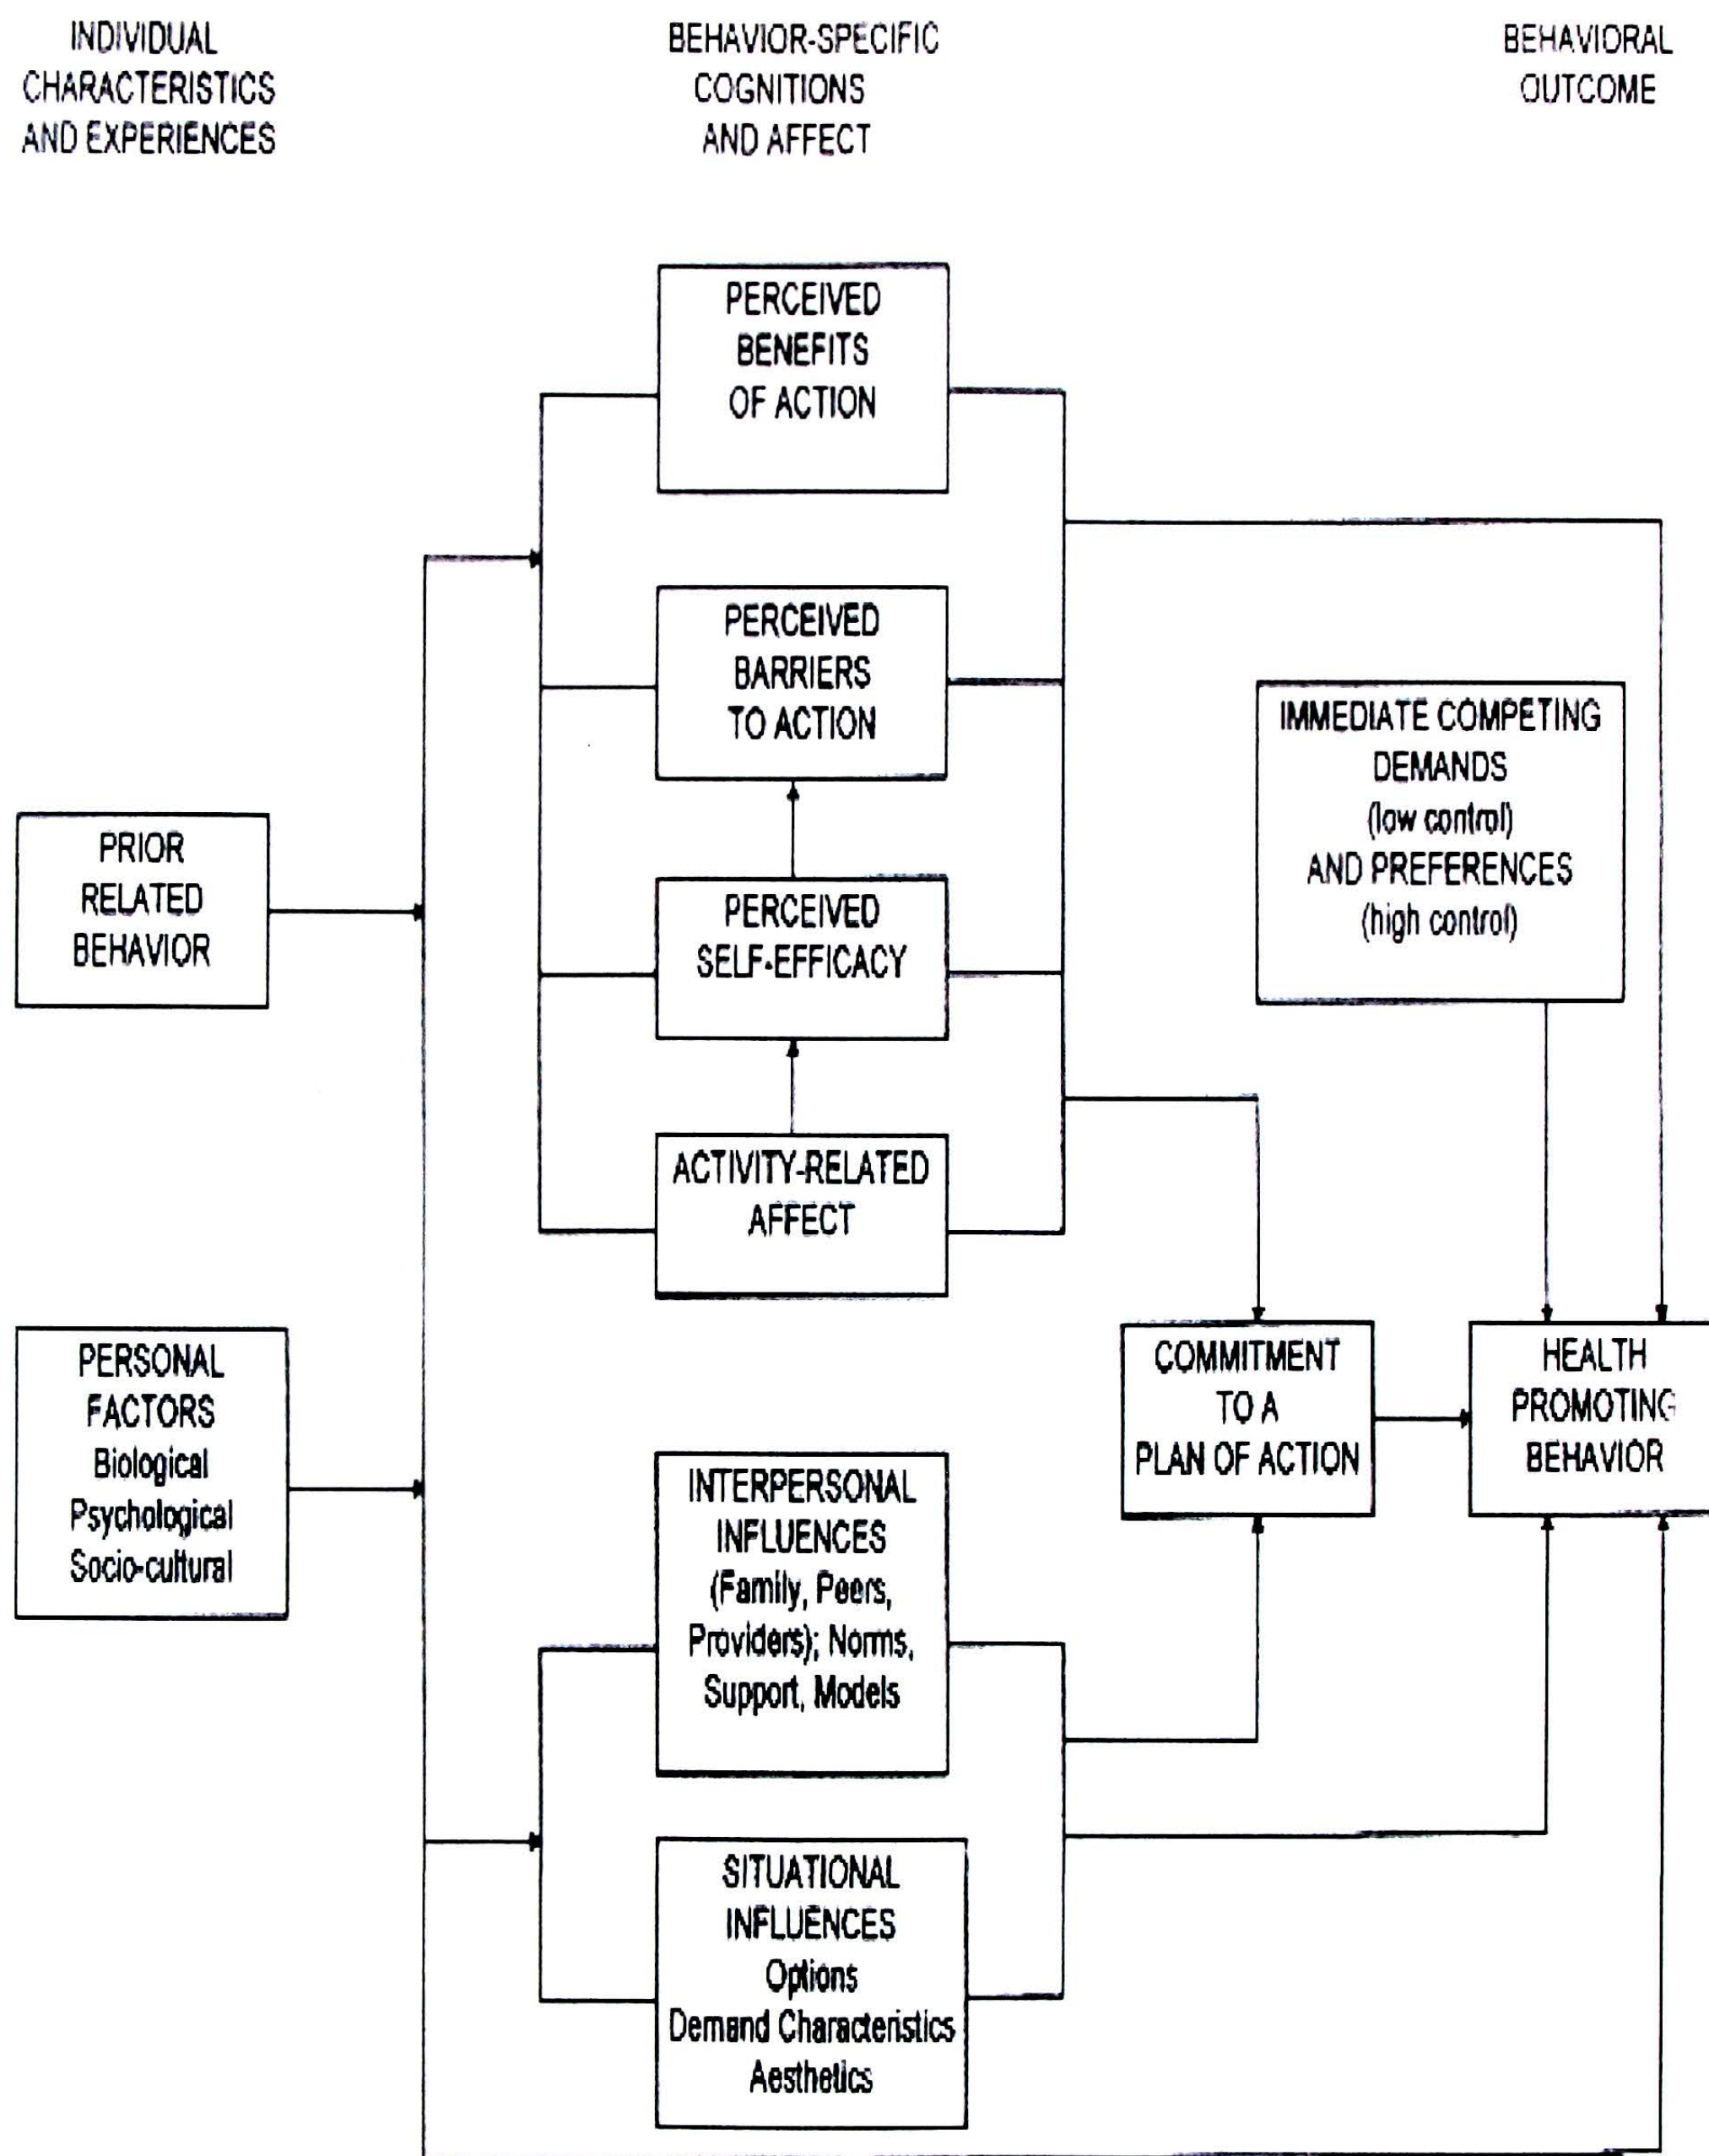 INDIVIDUAL
CHARACTERISTICS
AND EXPERIENCES
BEHAVIOR-SPECIFIC
COGNITIONS
AND AFFECT
BEHAVIORAL
OUTCOME
PERCEIVED
BENEFITS
OF ACTION
PERCEIVED
BARRIERS
TO ACTION
IMMEDIATE COMPETING
DEMANDS
(low control)
AND PREFERENCES
(high control)
PRIOR
RELATED
BEHAVIOR
PERCEIVED
SELF-EFFICACY
ACTIVITY-RELATED
AFFECT
PERSONAL
FACTORS
Biological
Psychological
Socio-cultural
COMMITMENT
TO A
PLAN OF ACTION
HEALTH
PROMOTING
BEHAVIOR
INTERPERSONAL
INFLUENCES
(Family, Peers,
Providers); Norms,
Support, Models
SITUATIONAL
INFLUENCES
Options
Demand Characteristics
Aesthetics